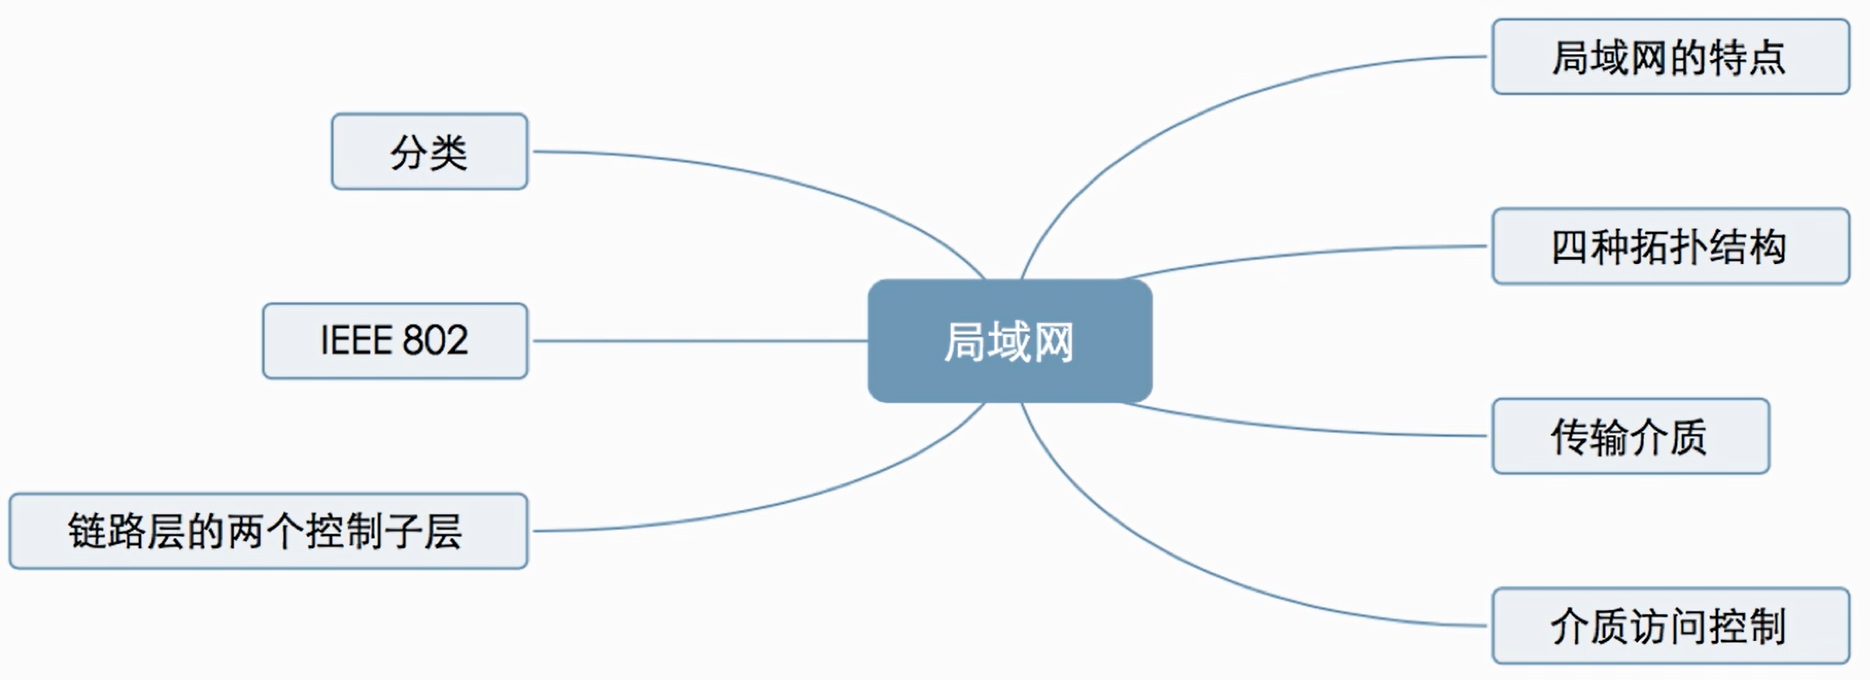 局域网
局域网的特点
四种拓扑结构
传输介质
介质访问控制
分类
IEEE 802
链路层的两个控制子层